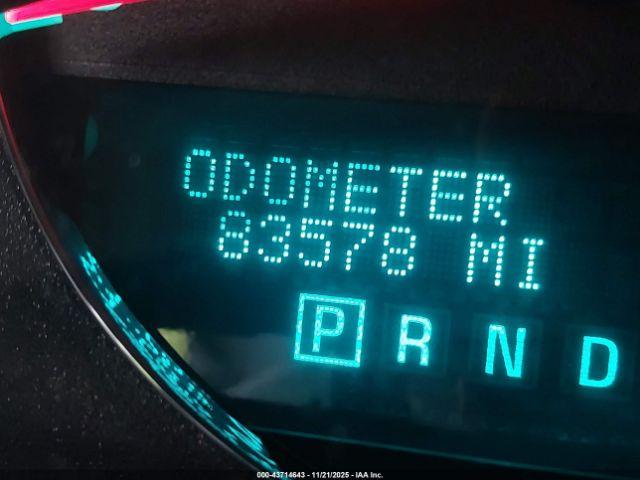 ODOMETER
83578 MI
P R N D
000-43714643 - 11/21/2025 - IAA Inc.